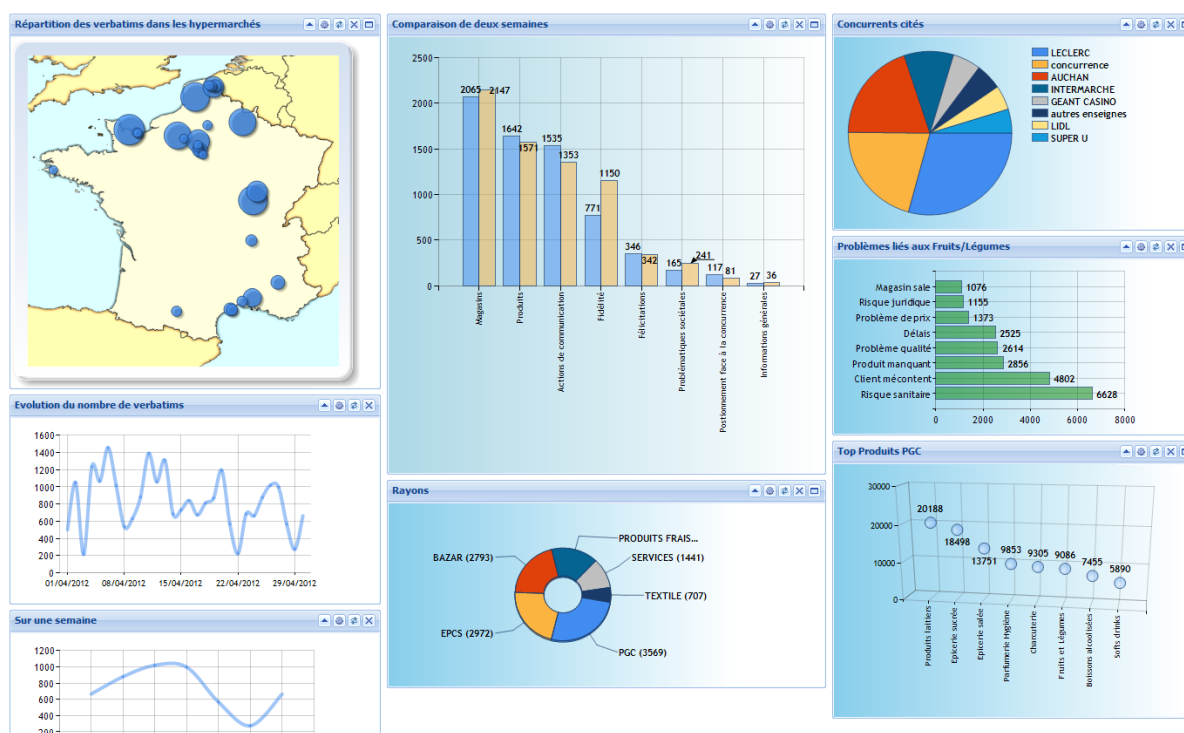 Répartition des verbatims dans les hypermarchés
Evolution du nombre de verbatims
1600
1400
1200
1000
800
600
400
200
0
01/04/2012 08/04/2012 15/04/2012 22/04/2012 29/04/2012
Sur une semaine
1200
1000
800
600
400
200
Comparaison de deux semaines
2500
2000
1500
1000
500
0
2065 2147
1642 1571
1535 1353
771 1150
346 342
165 241
117 81
27 36
Magasins
Produits
Actions de communication
Fidélité
Félicitations
Problématiques sociétales
Postionnement face à la concurrence
Informations générales
Rayons
PRODUITS FRAIS...
BAZAR (2793)
SERVICES (1441)
TEXTILE (707)
EPCS (2972)
PGC (3569)
Concurrents cités
LECLERC
concurrence
AUCHAN
INTERMARCHE
GEANT CASINO
autres enseignes
LIDL
SUPER U
Problèmes liés aux Fruits/Légumes
Magasin sale 1076
Risque juridique 1155
Problème de prix 1373
Délais 2525
Problème qualité 2614
Produit manquant 2856
Client mécontent 4802
Risque sanitaire 6628
0 2000 4000 6000 8000
Top Produits PGC
30000
20000
10000
0
20188
18498
13751
9853
9305
9086
7455
5890
Produits laitiers
Epicerie sucrée
Epicerie salée
Parfumerie Hygiène
Charcuterie
Fruits et Légumes
Boissons alcoolisées
Softs drinks